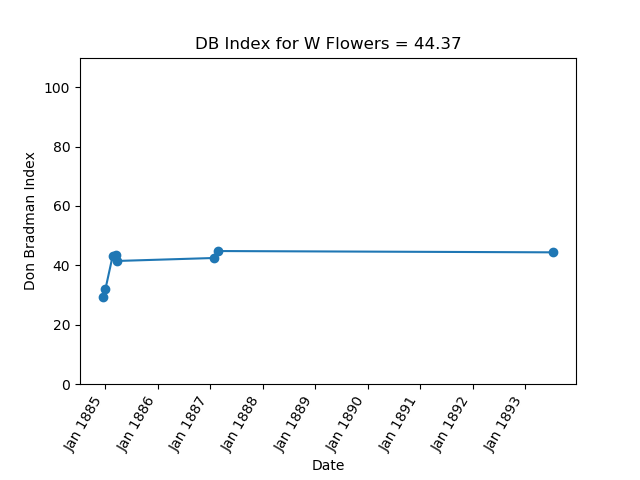 DB Index for W Flowers = 44.37
Don Bradman Index
100
80
60
40
20
0
Jan 1885
Jan 1886
Jan 1887
Jan 1888
Jan 1889
Jan 1890
Jan 1891
Jan 1892
Jan 1893
Date